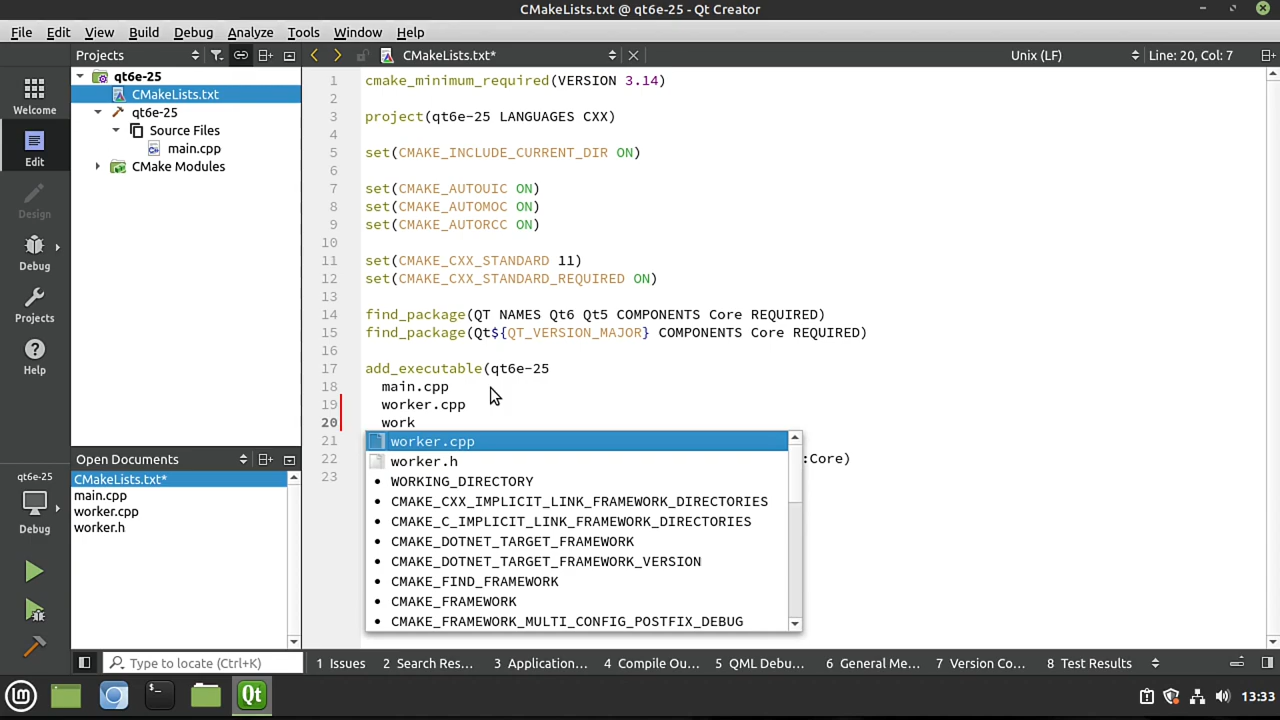 CMakeLists.txt @ qt6e-25 - Qt Creator
File Edit View Build Debug Analyze Tools Window Help
Projects
CMakeLists.txt*
Unix (LF)
Line: 20, Col: 7
Welcome
Edit
Design
Debug
Projects
Help
qt6e-25
CMakeLists.txt
qt6e-25
Source Files
main.cpp
CMake Modules
1 cmake_minimum_required(VERSION 3.14)
2
3 project(qt6e-25 LANGUAGES CXX)
4
5 set(CMAKE_INCLUDE_CURRENT_DIR ON)
6
7 set(CMAKE_AUTOUIC ON)
8 set(CMAKE_AUTOMOC ON)
9 set(CMAKE_AUTORCC ON)
10
11 set(CMAKE_CXX_STANDARD 11)
12 set(CMAKE_CXX_STANDARD_REQUIRED ON)
13
14 find_package(QT NAMES Qt6 Qt5 COMPONENTS Core REQUIRED)
15 find_package(Qt${QT_VERSION_MAJOR} COMPONENTS Core REQUIRED)
16
17 add_executable(qt6e-25
18 main.cpp
19 worker.cpp
20 work
21
22 :Core)
23
worker.cpp
worker.h
WORKING_DIRECTORY
CMAKE_CXX_IMPLICIT_LINK_FRAMEWORK_DIRECTORIES
CMAKE_C_IMPLICIT_LINK_FRAMEWORK_DIRECTORIES
CMAKE_DOTNET_TARGET_FRAMEWORK
CMAKE_DOTNET_TARGET_FRAMEWORK_VERSION
CMAKE_FIND_FRAMEWORK
CMAKE_FRAMEWORK
CMAKE_FRAMEWORK_MULTI_CONFIG_POSTFIX_DEBUG
Open Documents
CMakeLists.txt*
main.cpp
worker.cpp
worker.h
qt6e-25
Debug
Type to locate (Ctrl+K)
1 Issues
2 Search Res...
3 Application...
4 Compile Ou...
5 QML Debu...
6 General Me...
7 Version Co...
8 Test Results
13:33